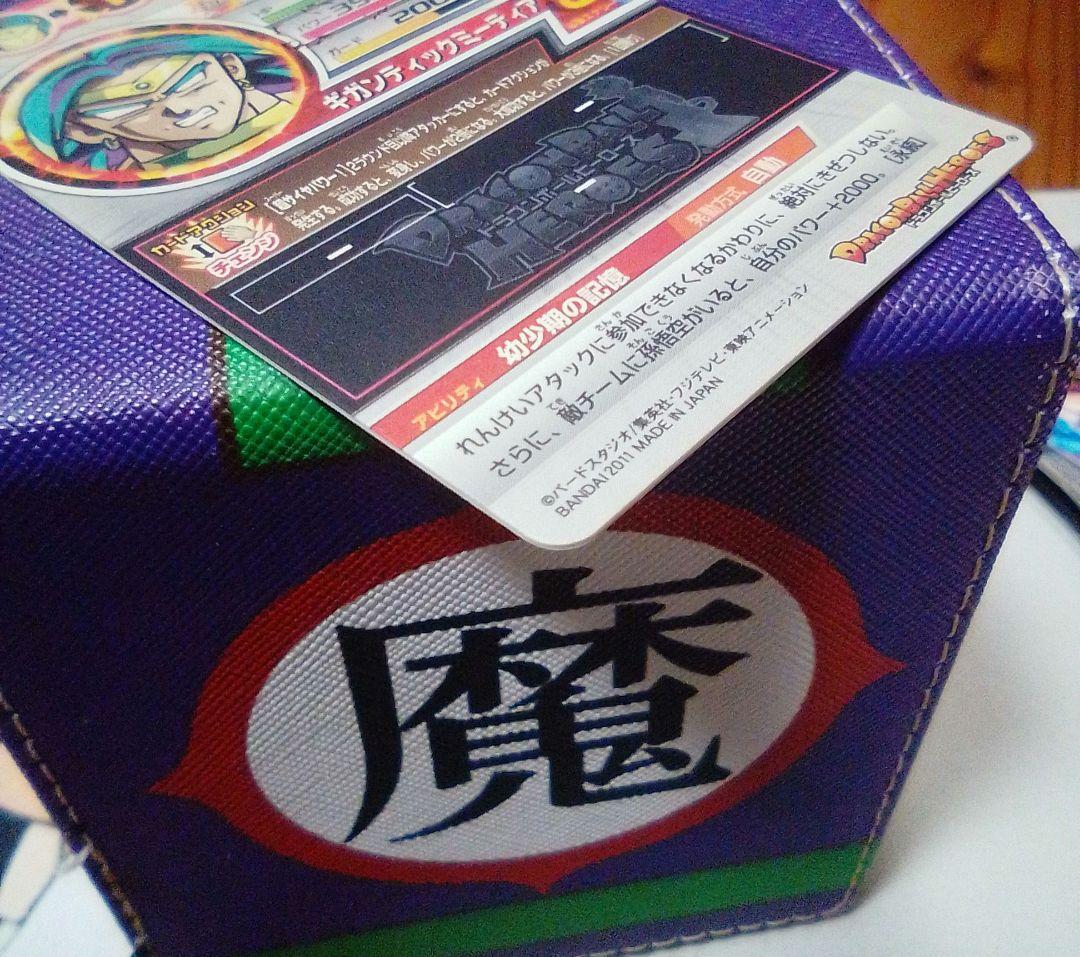 ギガンティックミーティア
カードアクション
チェンジ
DRAGONBALL
HEROES
ドラゴンボールヒーローズ
アビリティ 幼少期の記憶 発動方式 自動
れんけいアタックに参加できなくなるかわりに、絶対にきぜつしない。
さらに、敵チームに孫悟空がいると、自分のパワー+2000。[永続]
©バードスタジオ/集英社・フジテレビ・東映アニメーション
BANDAI 2011 MADE IN JAPAN
DRAGONBALL HEROES
魔